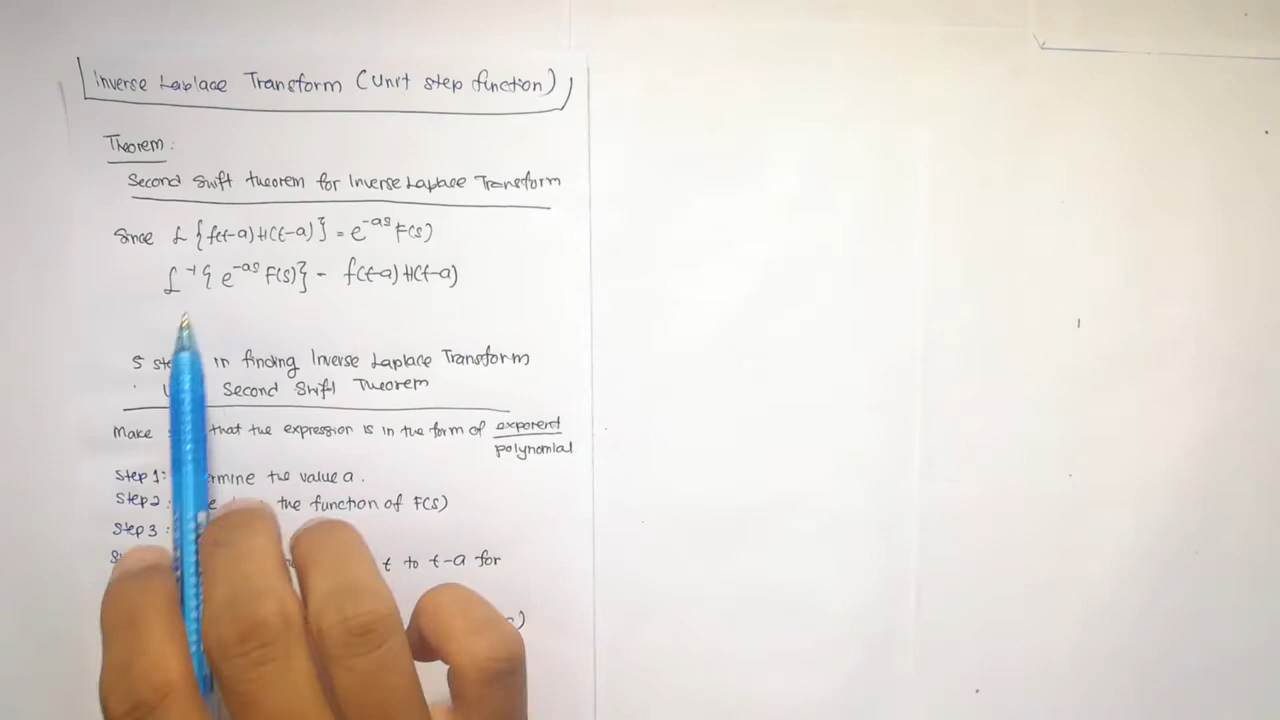 Inverse Laplace Transform (Unit step function)
Theorem:
Second Shift theorem for Inverse Laplace Transform
Since £ {f(t-a)H(t-a)} = e^{-as} F(s)
£^{-1}{ e^{-as} F(s)} = f(t-a)H(t-a)
5 in finding Inverse Laplace Transform
Second Shift Theorem
Make that the expression is in the form of exponent/polynomial
Step 1: the value a.
Step 2: the function of F(s)
Step 3:
t to t-a for